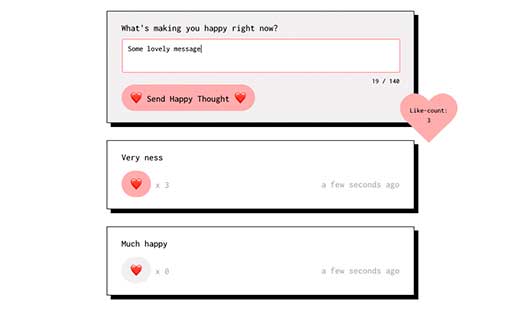 What's making you happy right now?
Some lovely message
19 / 140
❤️ Send Happy Thought ❤️
Like-count:
3
Very ness
❤️ x 3
a few seconds ago
Much happy
❤️ x 0
a few seconds ago